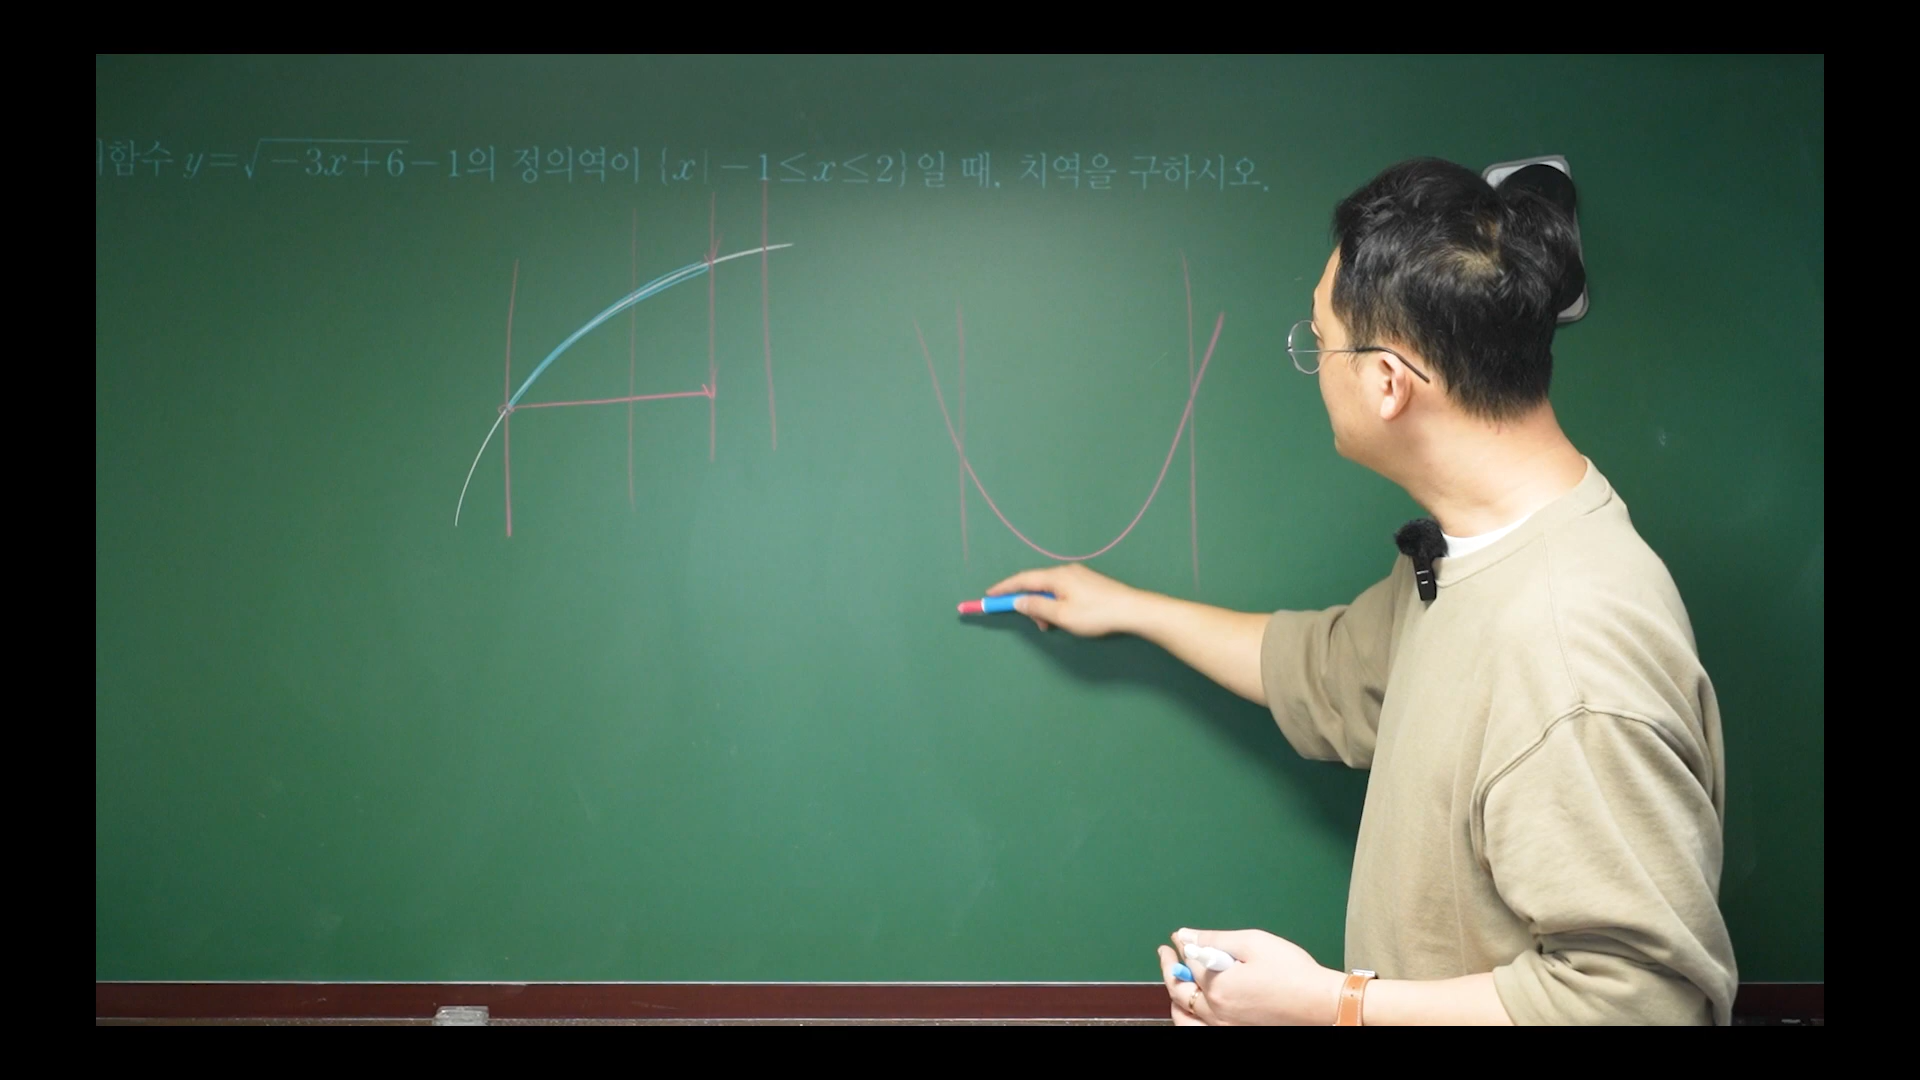 함수 y=√(-3x+6)-1의 정의역이 {x|-1≤x≤2}일 때, 치역을 구하시오.